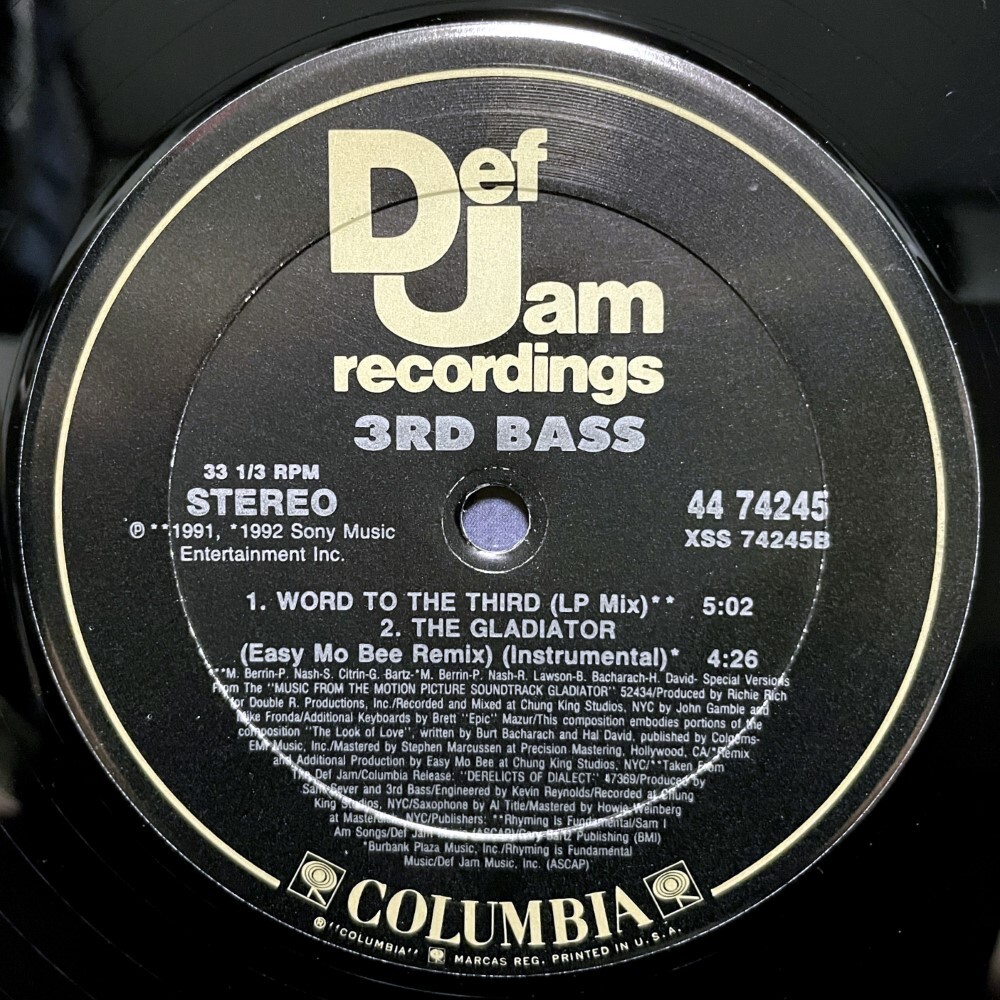 Def
Jam
recordings
3RD BASS
33 1/3 RPM
STEREO
℗ **1991, *1992 Sony Music
Entertainment Inc.
44 74245
XSS 74245B
1. WORD TO THE THIRD (LP Mix)** 5:02
2. THE GLADIATOR
(Easy Mo Bee Remix) (Instrumental)* 4:26
**M. Berrin-P. Nash-S. Citrin-G. Bartz-*M. Berrin-P. Nash-R. Lawson-B. Bacharach-H. David- Special Versions
From The "MUSIC FROM THE MOTION PICTURE SOUNDTRACK GLADIATOR" 52434/Produced by Richie Rich
for Double R. Productions, Inc./Recorded and Mixed at Chung King Studios, NYC by John Gamble and
Mike Fronda/Additional Keyboards by Brett "Epic" Mazur/This composition embodies portions of the
composition "The Look of Love", written by Burt Bacharach and Hal David, published by Colgems-
EMI Music, Inc./Mastered by Stephen Marcussen at Precision Mastering, Hollywood, CA/*Remix
and Additional Production by Easy Mo Bee at Chung King Studios, NYC/**Taken From
The Def Jam/Columbia Release: "DERELICTS OF DIALECT:" 47369/Produced by
Sam Sever and 3rd Bass/Engineered by Kevin Reynolds/Recorded at Chung
King Studios, NYC/Saxophone by Al Title/Mastered by Howie Weinberg
at Masterdisk, NYC/Publishers: **Rhyming Is Fundamental/Sam I
Am Songs/Def Jam Music (ASCAP)/Gary Bartz Publishing (BMI)
*Burbank Plaza Music, Inc./Rhyming Is Fundamental
Music/Def Jam Music, Inc. (ASCAP)
COLUMBIA
® "COLUMBIA" MARCAS REG. PRINTED IN U.S.A.